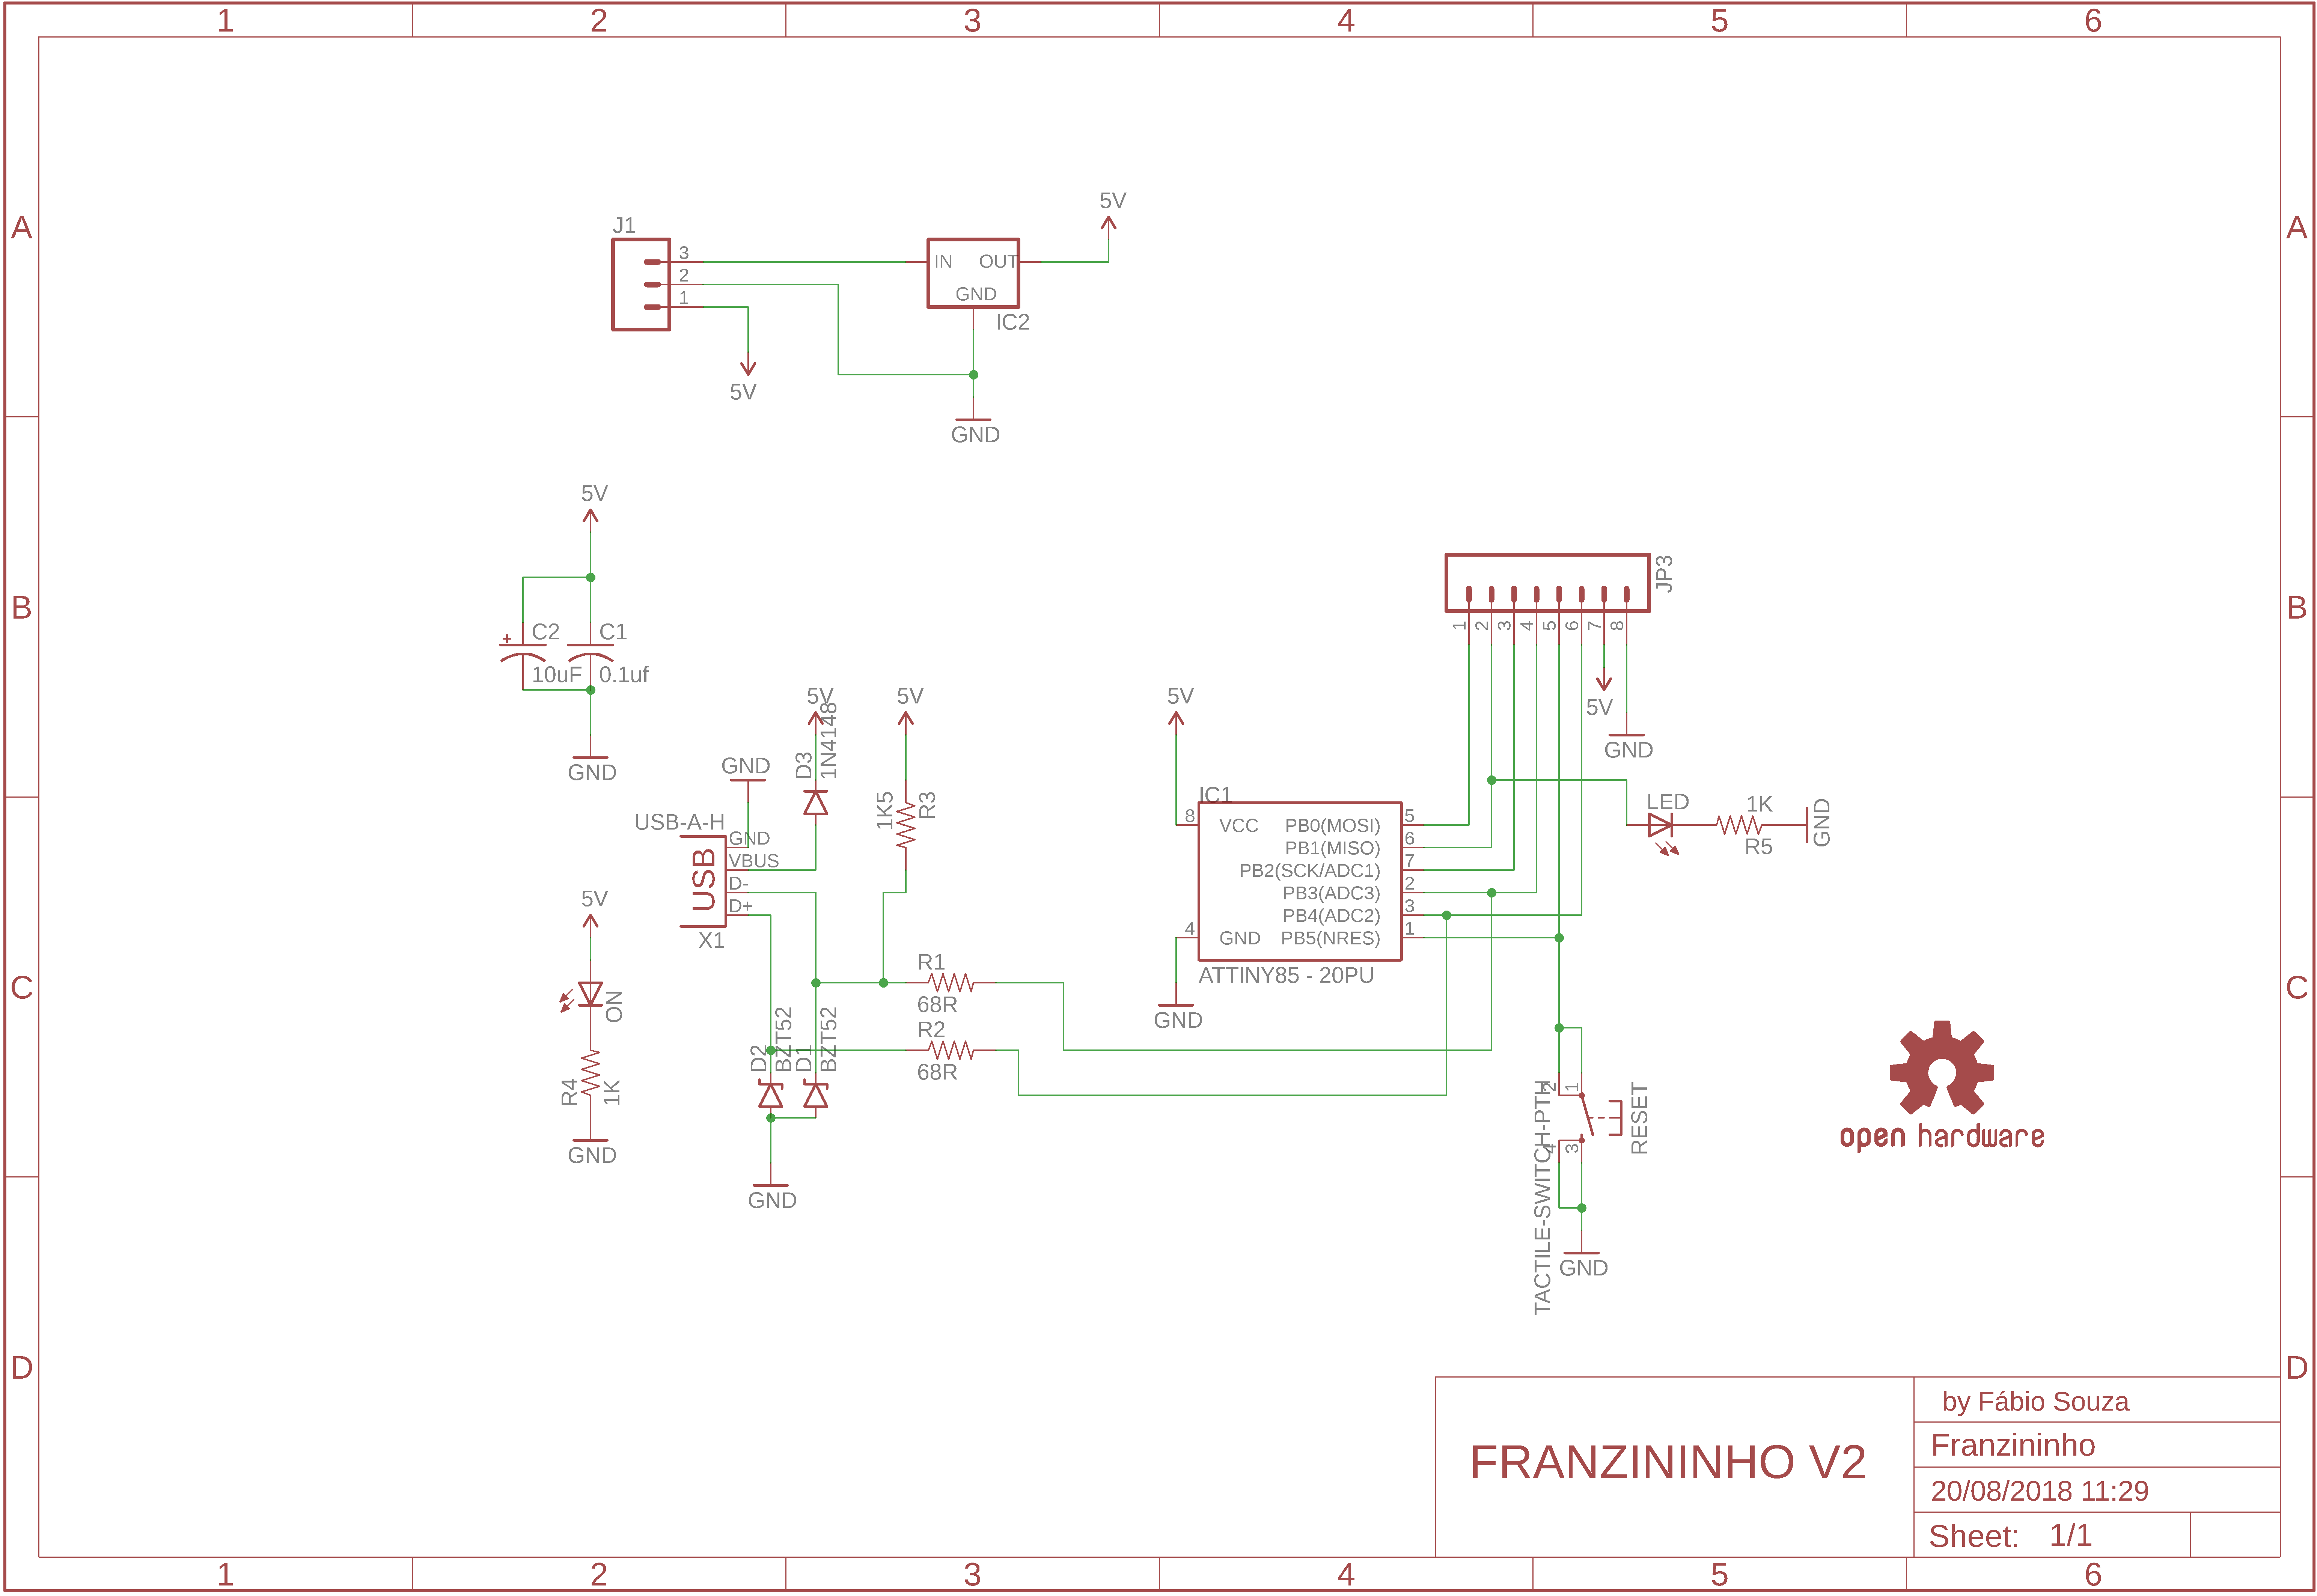 1 2 3 4 5 6
A A
J1
3
2
1
5V
IN OUT
GND
IC2
5V
GND
B B
5V
+ C2 C1
10uF 0.1uf
GND
JP3
1 2 3 4 5 6 7 8
5V
GND
5V 5V 5V
D3
1N4148
GND
1K5
R3
USB-A-H
GND
VBUS
D-
D+
USB
X1
IC1
8 VCC PB0(MOSI) 5
PB1(MISO) 6
PB2(SCK/ADC1) 7
PB3(ADC3) 2
PB4(ADC2) 3
4 GND PB5(NRES) 1
ATTINY85 - 20PU
GND
LED 1K
R5
GND
C C
5V
ON
R4
1K
GND
R1
68R
R2
68R
D2
BZT52
D1
BZT52
GND
2 1
4 3
TACTILE-SWITCH-PTH
RESET
GND
open hardware
D D
FRANZININHO V2
by Fábio Souza
Franzininho
20/08/2018 11:29
Sheet: 1/1
1 2 3 4 5 6